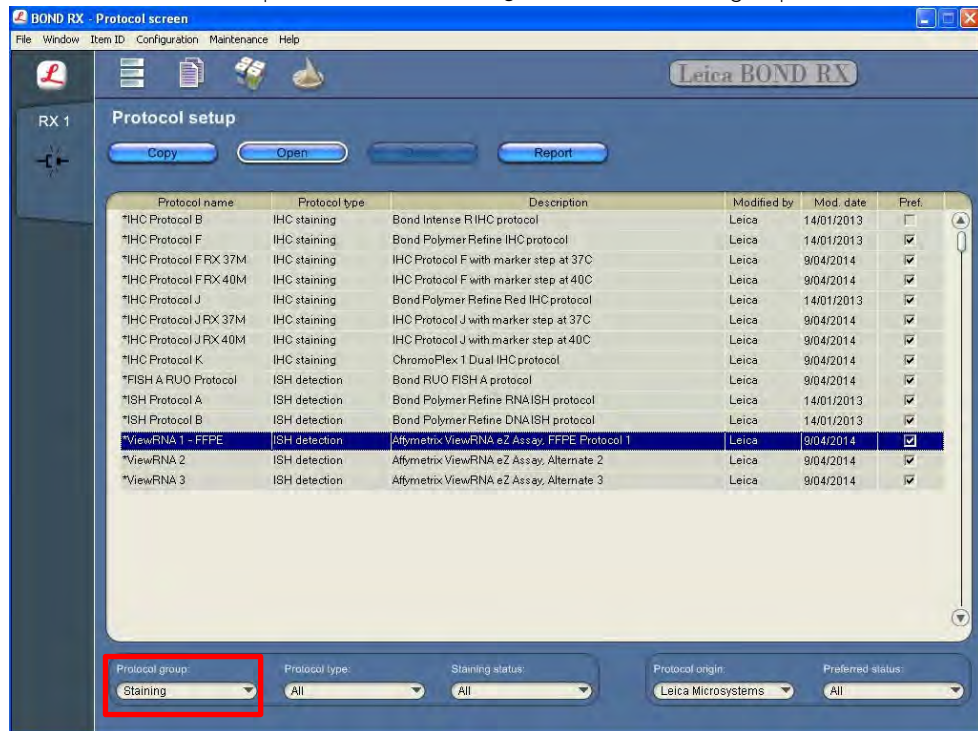 BOND RX - Protocol screen
File Window Item ID Configuration Maintenance Help
Leica BOND RX
RX 1
Protocol setup
Copy Open Report
Protocol name Protocol type Description Modified by Mod. date Pref.
*IHC Protocol B IHC staining Bond Intense R IHC protocol Leica 14/01/2013
*IHC Protocol F IHC staining Bond Polymer Refine IHC protocol Leica 14/01/2013
*IHC Protocol F RX 37M IHC staining IHC Protocol F with marker step at 37C Leica 9/04/2014
*IHC Protocol F RX 40M IHC staining IHC Protocol F with marker step at 40C Leica 9/04/2014
*IHC Protocol J IHC staining Bond Polymer Refine Red IHC protocol Leica 14/01/2013
*IHC Protocol J RX 37M IHC staining IHC Protocol J with marker step at 37C Leica 9/04/2014
*IHC Protocol J RX 40M IHC staining IHC Protocol J with marker step at 40C Leica 9/04/2014
*IHC Protocol K IHC staining ChromoPlex 1 Dual IHC protocol Leica 9/04/2014
*FISH A RUO Protocol ISH detection Bond RUO FISH A protocol Leica 9/04/2014
*ISH Protocol A ISH detection Bond Polymer Refine RNA ISH protocol Leica 14/01/2013
*ISH Protocol B ISH detection Bond Polymer Refine DNA ISH protocol Leica 14/01/2013
*ViewRNA 1 - FFPE ISH detection Affymetrix ViewRNA eZ Assay, FFPE Protocol 1 Leica 9/04/2014
*ViewRNA 2 ISH detection Affymetrix ViewRNA eZ Assay, Alternate 2 Leica 9/04/2014
*ViewRNA 3 ISH detection Affymetrix ViewRNA eZ Assay, Alternate 3 Leica 9/04/2014
Protocol group: Protocol type: Staining status: Protocol origin: Preferred status:
Staining All All Leica Microsystems All